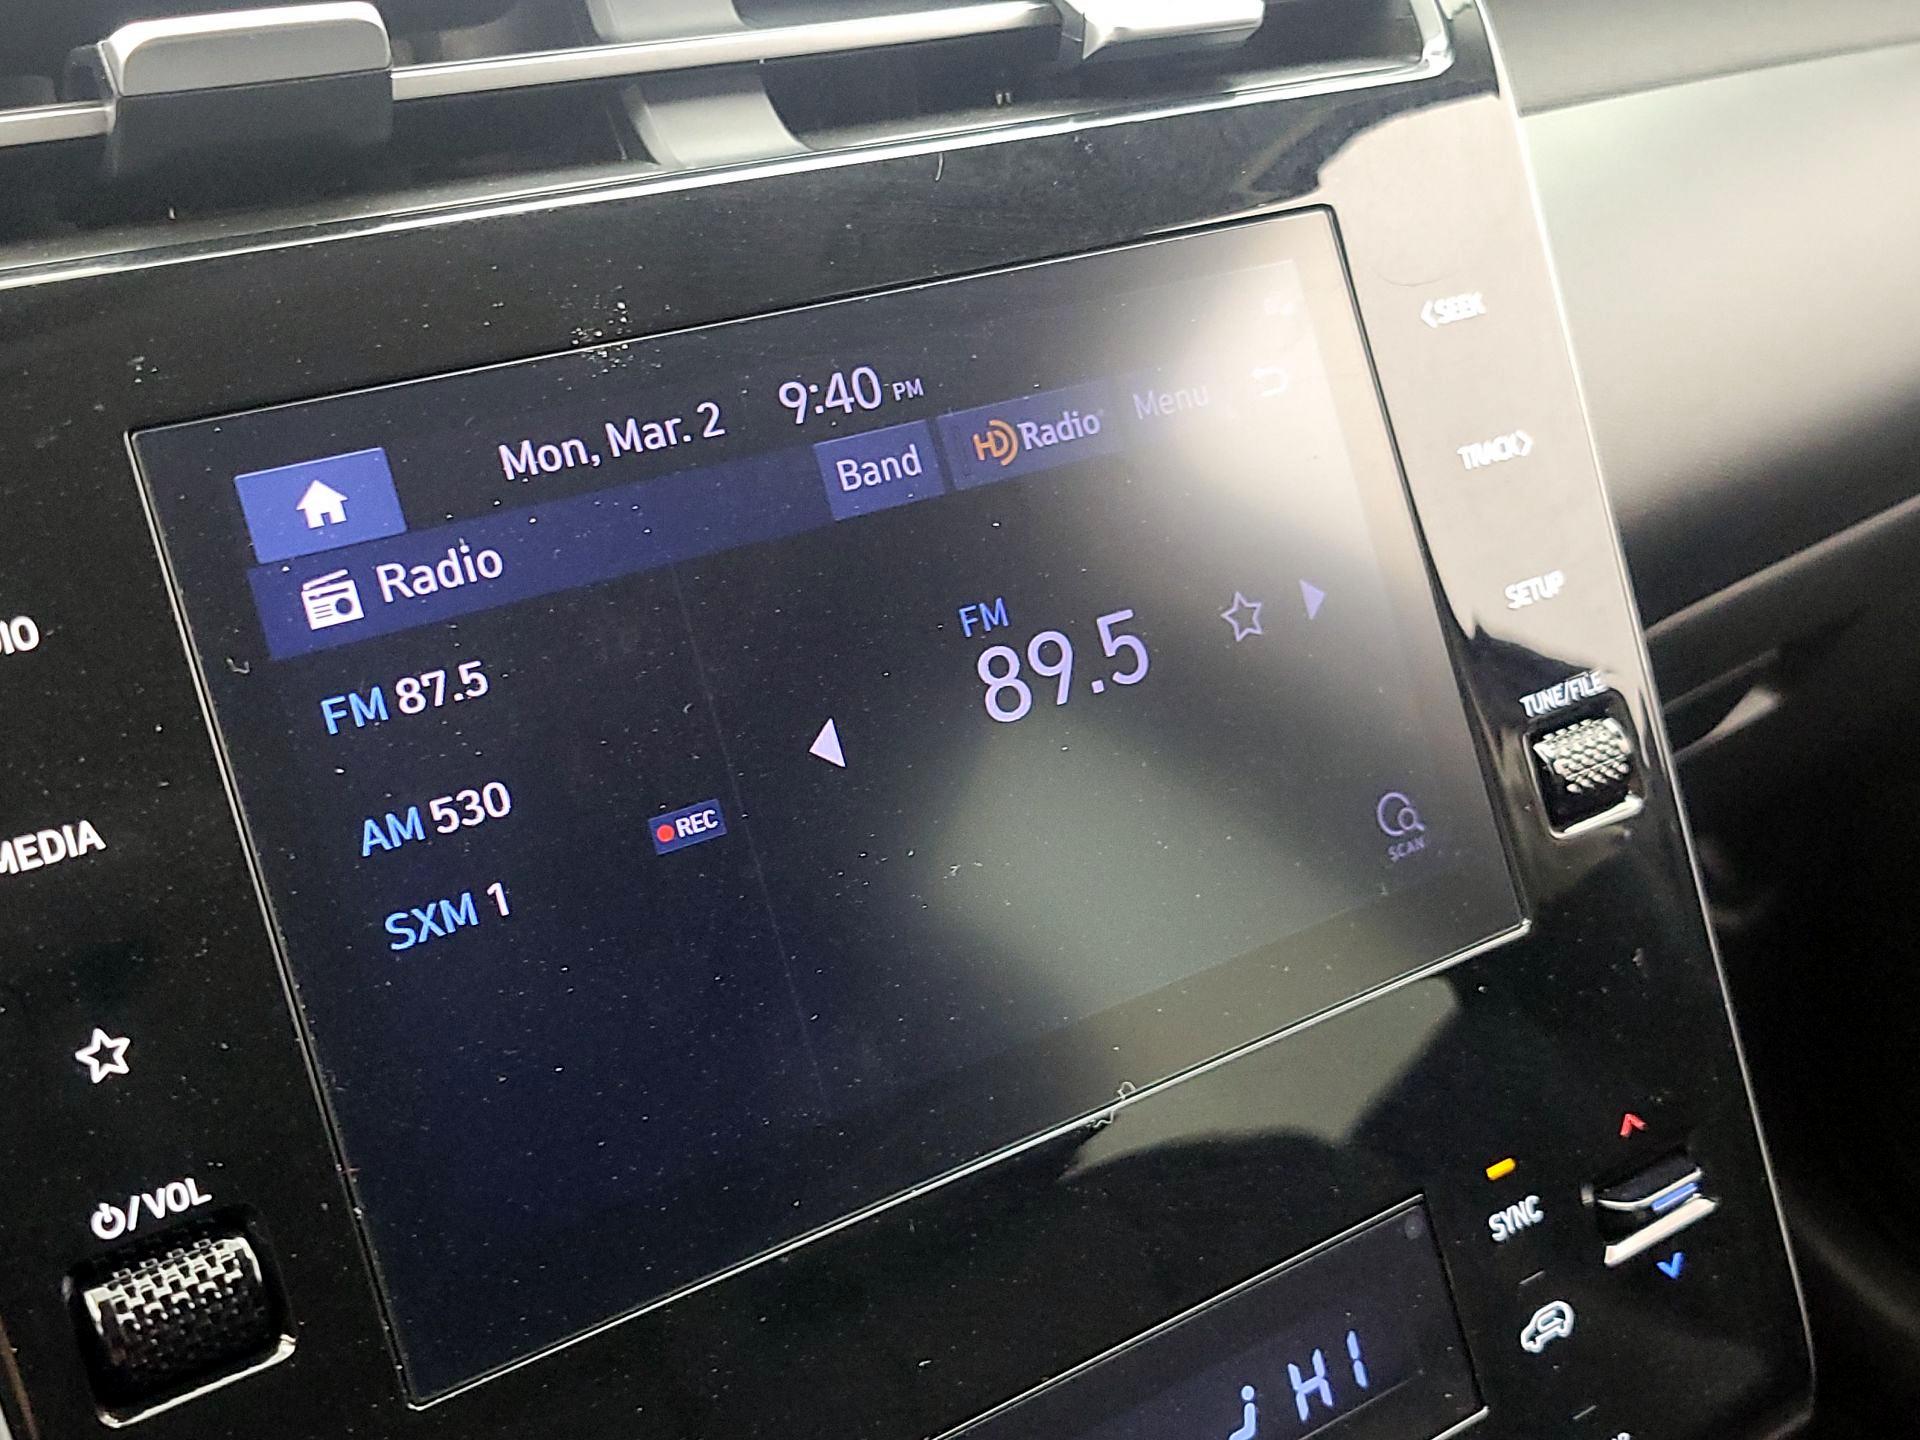 Mon, Mar. 2 9:40 PM
Radio Band HD Radio Menu
FM 87.5
AM 530
SXM 1
REC
FM
89.5
SCAN
IO
MEDIA
/VOL
SEEK
TRACK
SETUP
TUNE/FILE
SYNC
HI